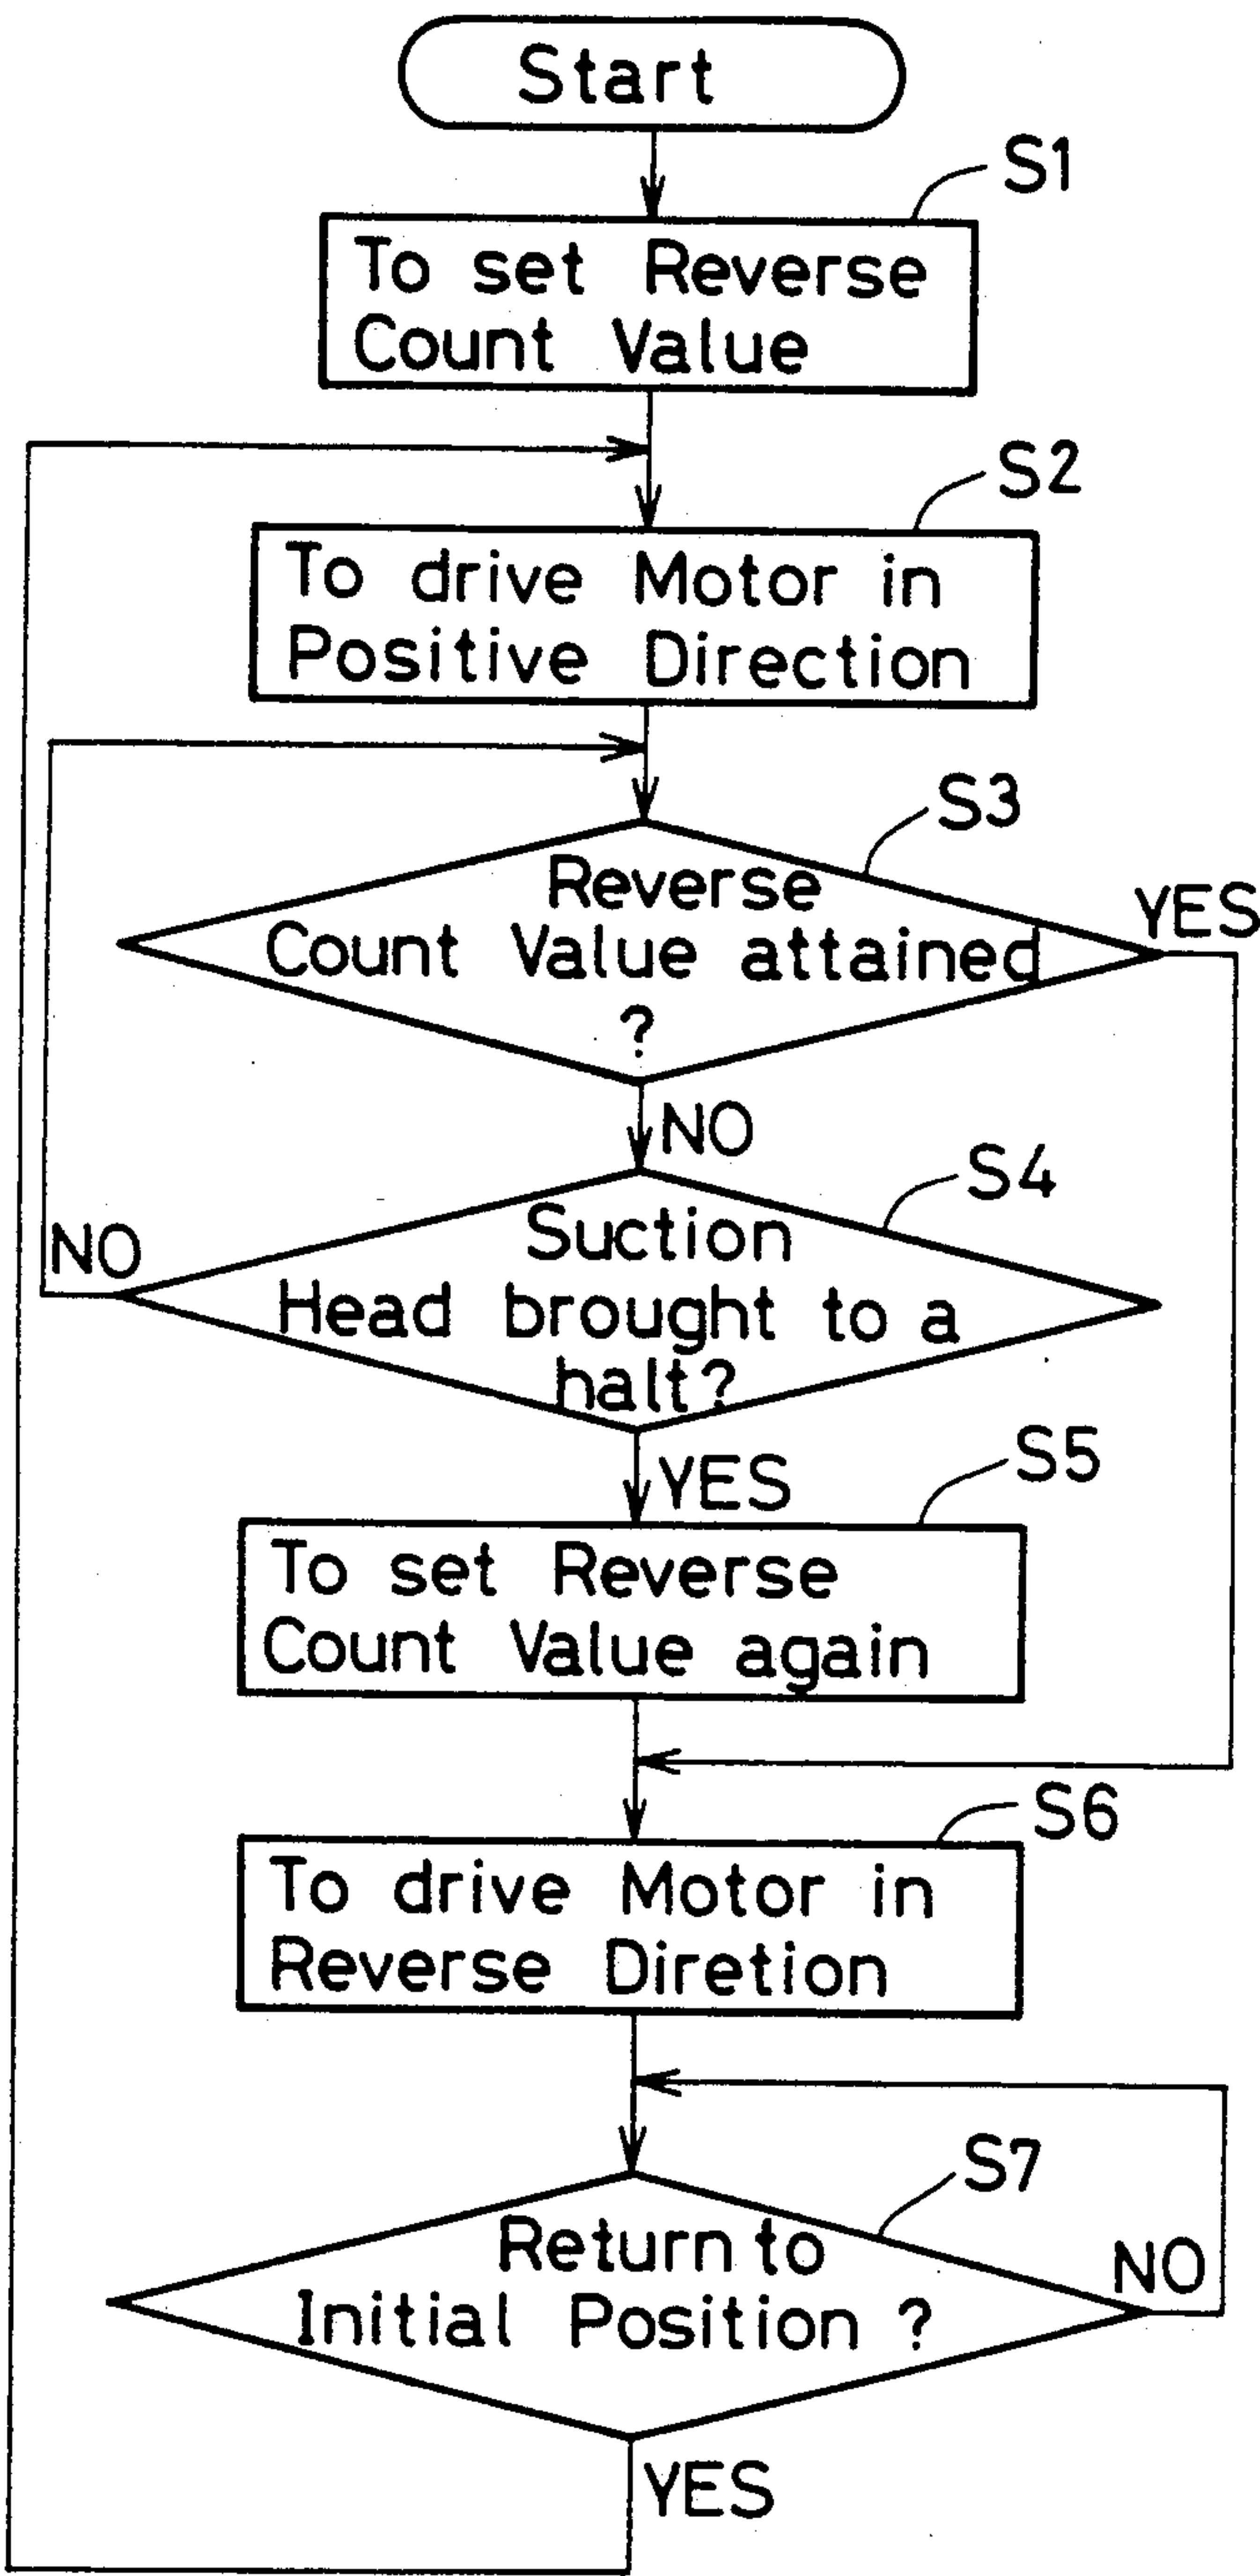 Start
S1
To set Reverse
Count Value
S2
To drive Motor in
Positive Direction
S3
Reverse
Count Value attained
?
YES
NO
S4
Suction
Head brought to a
halt?
NO
YES
S5
To set Reverse
Count Value again
S6
To drive Motor in
Reverse Diretion
S7
Return to
Initial Position ?
NO
YES